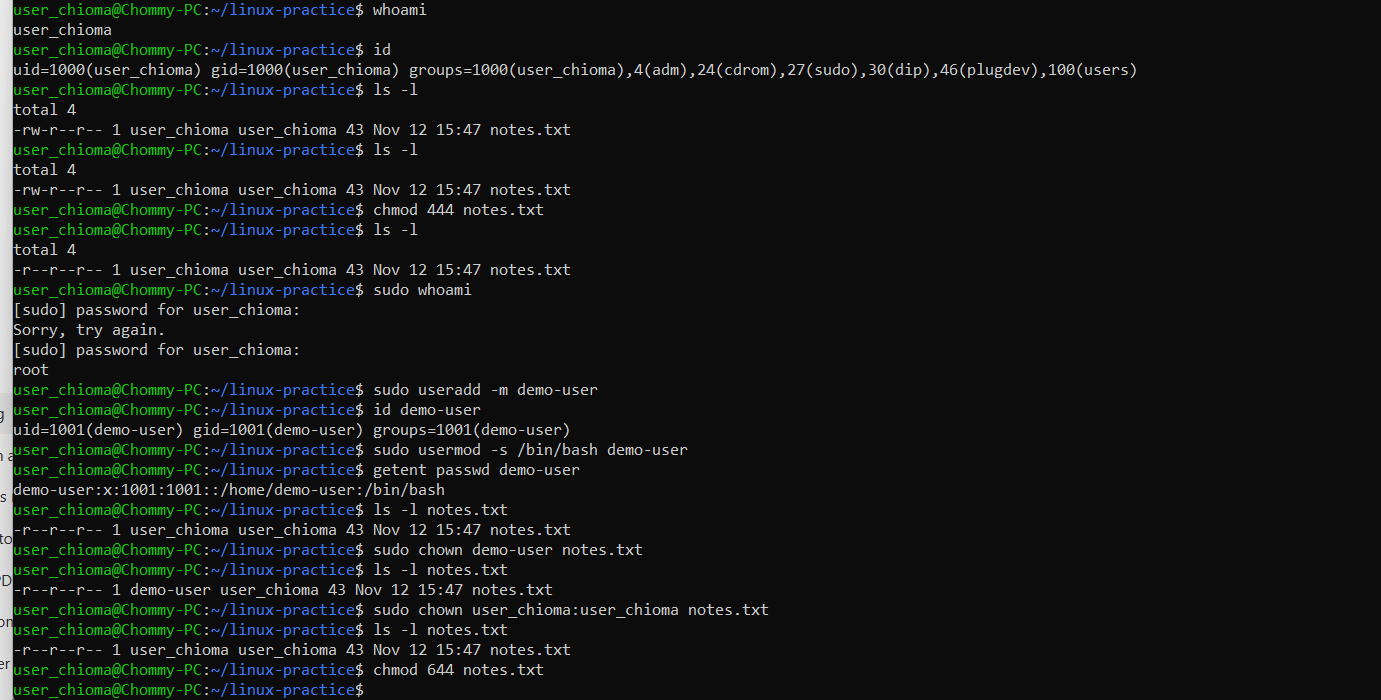 user_chioma@Chommy-PC:~/linux-practice$ whoami
user_chioma
user_chioma@Chommy-PC:~/linux-practice$ id
uid=1000(user_chioma) gid=1000(user_chioma) groups=1000(user_chioma),4(adm),24(cdrom),27(sudo),30(dip),46(plugdev),100(users)
user_chioma@Chommy-PC:~/linux-practice$ ls -l
total 4
-rw-r--r-- 1 user_chioma user_chioma 43 Nov 12 15:47 notes.txt
user_chioma@Chommy-PC:~/linux-practice$ ls -l
total 4
-rw-r--r-- 1 user_chioma user_chioma 43 Nov 12 15:47 notes.txt
user_chioma@Chommy-PC:~/linux-practice$ chmod 444 notes.txt
user_chioma@Chommy-PC:~/linux-practice$ ls -l
total 4
-r--r--r-- 1 user_chioma user_chioma 43 Nov 12 15:47 notes.txt
user_chioma@Chommy-PC:~/linux-practice$ sudo whoami
[sudo] password for user_chioma:
Sorry, try again.
[sudo] password for user_chioma:
root
user_chioma@Chommy-PC:~/linux-practice$ sudo useradd -m demo-user
user_chioma@Chommy-PC:~/linux-practice$ id demo-user
uid=1001(demo-user) gid=1001(demo-user) groups=1001(demo-user)
user_chioma@Chommy-PC:~/linux-practice$ sudo usermod -s /bin/bash demo-user
user_chioma@Chommy-PC:~/linux-practice$ getent passwd demo-user
demo-user:x:1001:1001::/home/demo-user:/bin/bash
user_chioma@Chommy-PC:~/linux-practice$ ls -l notes.txt
-r--r--r-- 1 user_chioma user_chioma 43 Nov 12 15:47 notes.txt
user_chioma@Chommy-PC:~/linux-practice$ sudo chown demo-user notes.txt
user_chioma@Chommy-PC:~/linux-practice$ ls -l notes.txt
-r--r--r-- 1 demo-user user_chioma 43 Nov 12 15:47 notes.txt
user_chioma@Chommy-PC:~/linux-practice$ sudo chown user_chioma:user_chioma notes.txt
user_chioma@Chommy-PC:~/linux-practice$ ls -l notes.txt
-r--r--r-- 1 user_chioma user_chioma 43 Nov 12 15:47 notes.txt
user_chioma@Chommy-PC:~/linux-practice$ chmod 644 notes.txt
user_chioma@Chommy-PC:~/linux-practice$